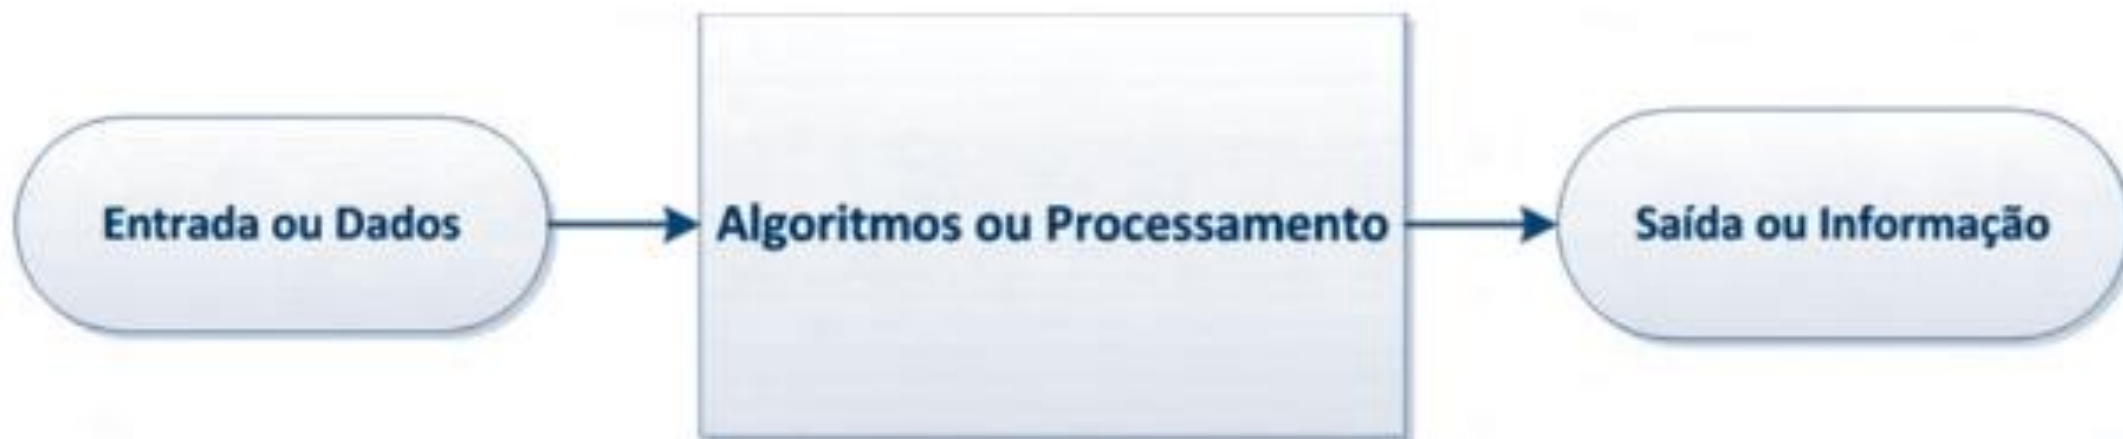 Entrada ou Dados
Algoritmos ou Processamento
Saída ou Informação